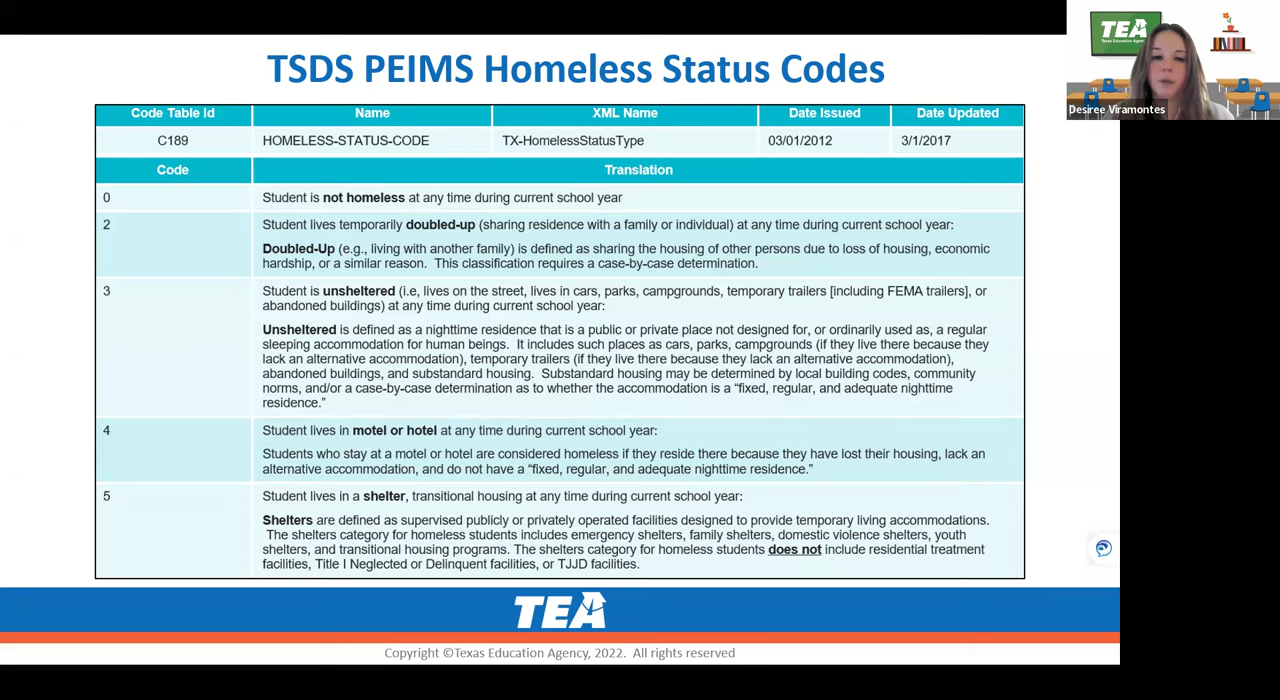 TSDS PEIMS Homeless Status Codes
TEA
Texas Education Agency
Desiree Viramontes
Code Table Id Name XML Name Date Issued Date Updated
C189 HOMELESS-STATUS-CODE TX-HomelessStatusType 03/01/2012 3/1/2017
Code Translation
0 Student is not homeless at any time during current school year
2 Student lives temporarily doubled-up (sharing residence with a family or individual) at any time during current school year:
Doubled-Up (e.g., living with another family) is defined as sharing the housing of other persons due to loss of housing, economic
hardship, or a similar reason. This classification requires a case-by-case determination.
3 Student is unsheltered (i.e, lives on the street, lives in cars, parks, campgrounds, temporary trailers [including FEMA trailers], or
abandoned buildings) at any time during current school year:
Unsheltered is defined as a nighttime residence that is a public or private place not designed for, or ordinarily used as, a regular
sleeping accommodation for human beings. It includes such places as cars, parks, campgrounds (if they live there because they
lack an alternative accommodation), temporary trailers (if they live there because they lack an alternative accommodation),
abandoned buildings, and substandard housing. Substandard housing may be determined by local building codes, community
norms, and/or a case-by-case determination as to whether the accommodation is a “fixed, regular, and adequate nighttime
residence.”
4 Student lives in motel or hotel at any time during current school year:
Students who stay at a motel or hotel are considered homeless if they reside there because they have lost their housing, lack an
alternative accommodation, and do not have a “fixed, regular, and adequate nighttime residence.”
5 Student lives in a shelter, transitional housing at any time during current school year:
Shelters are defined as supervised publicly or privately operated facilities designed to provide temporary living accommodations.
The shelters category for homeless students includes emergency shelters, family shelters, domestic violence shelters, youth
shelters, and transitional housing programs. The shelters category for homeless students does not include residential treatment
facilities, Title I Neglected or Delinquent facilities, or TJJD facilities.
TEA
Copyright ©Texas Education Agency, 2022. All rights reserved